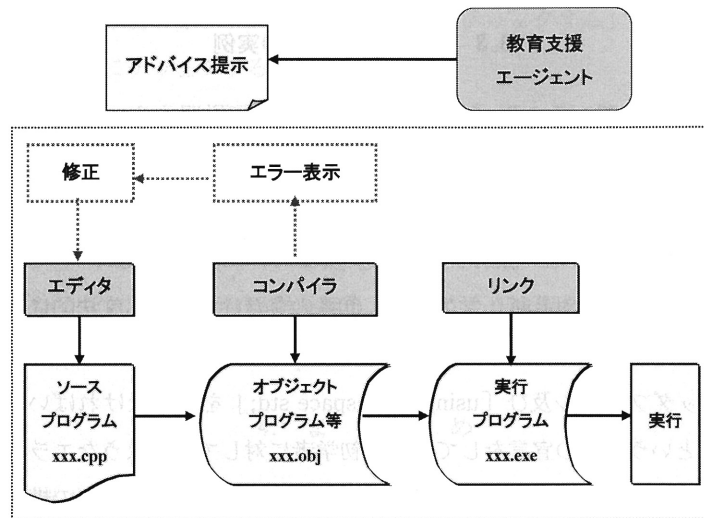 教育支援
エージェント
アドバイス提示
修正
エラー表示
エディタ
コンパイラ
リンク
ソース
プログラム
xxx.cpp
オブジェクト
プログラム等
xxx.obj
実行
プログラム
xxx.exe
実行